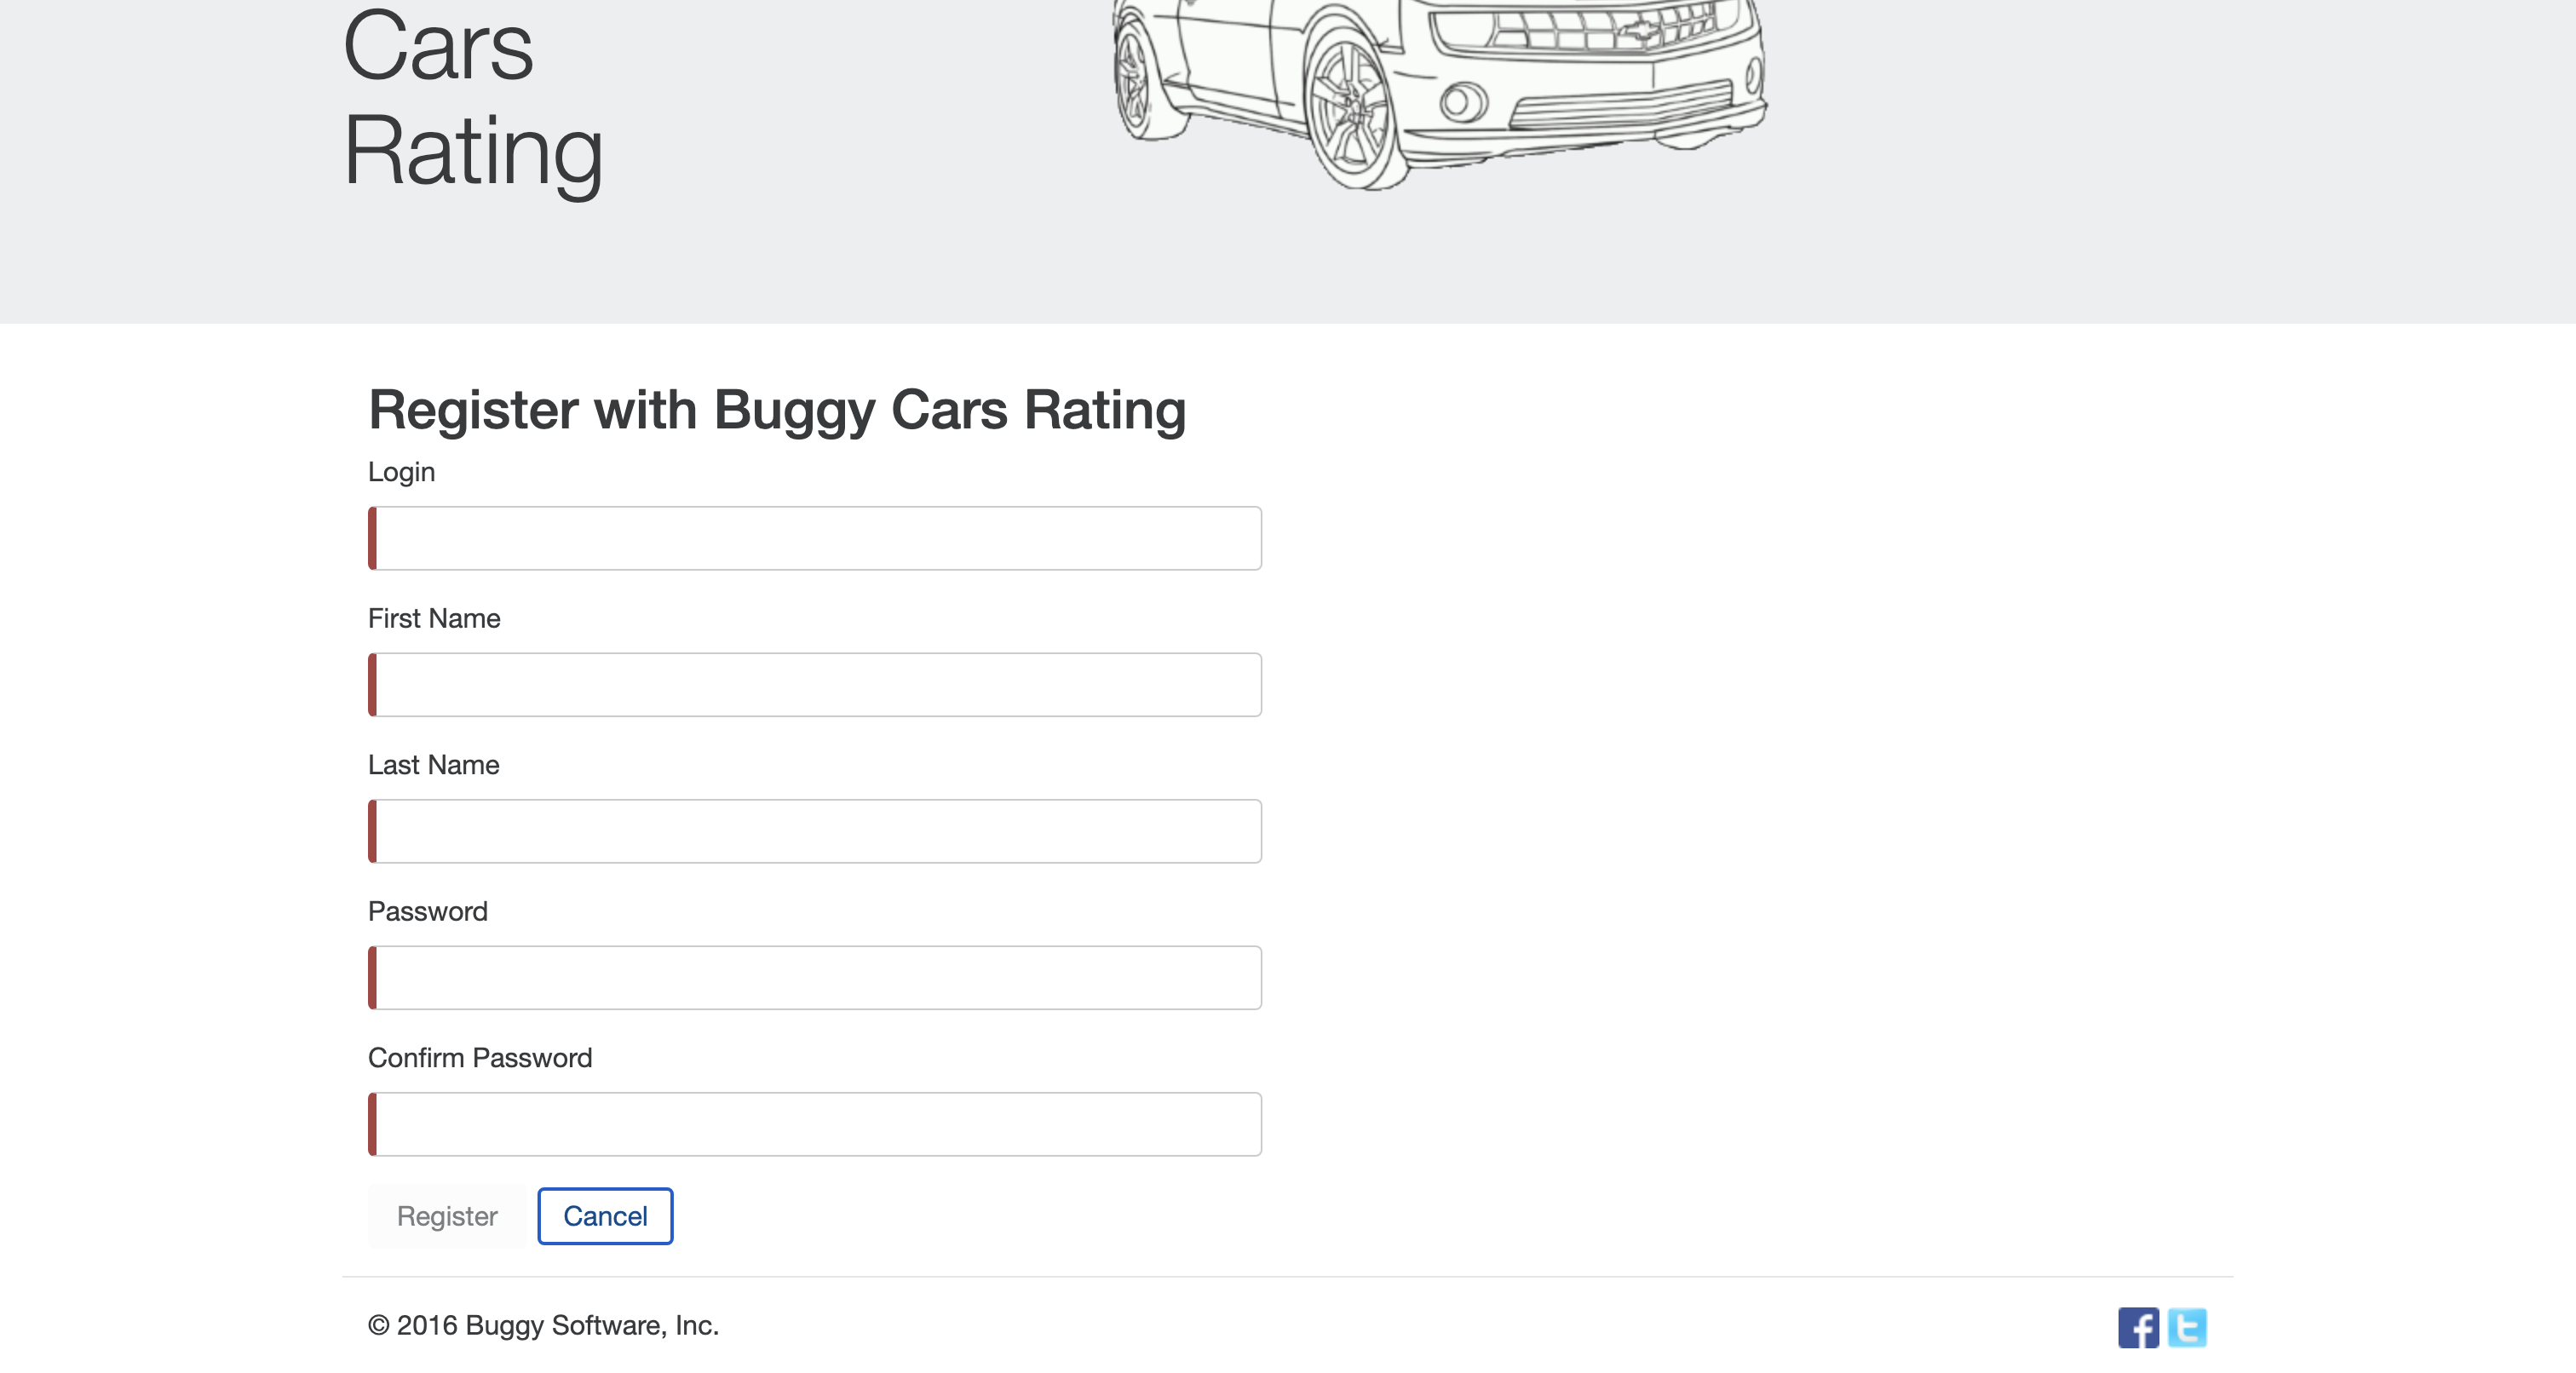 Cars
Rating
Register with Buggy Cars Rating
Login
First Name
Last Name
Password
Confirm Password
Register Cancel
© 2016 Buggy Software, Inc.